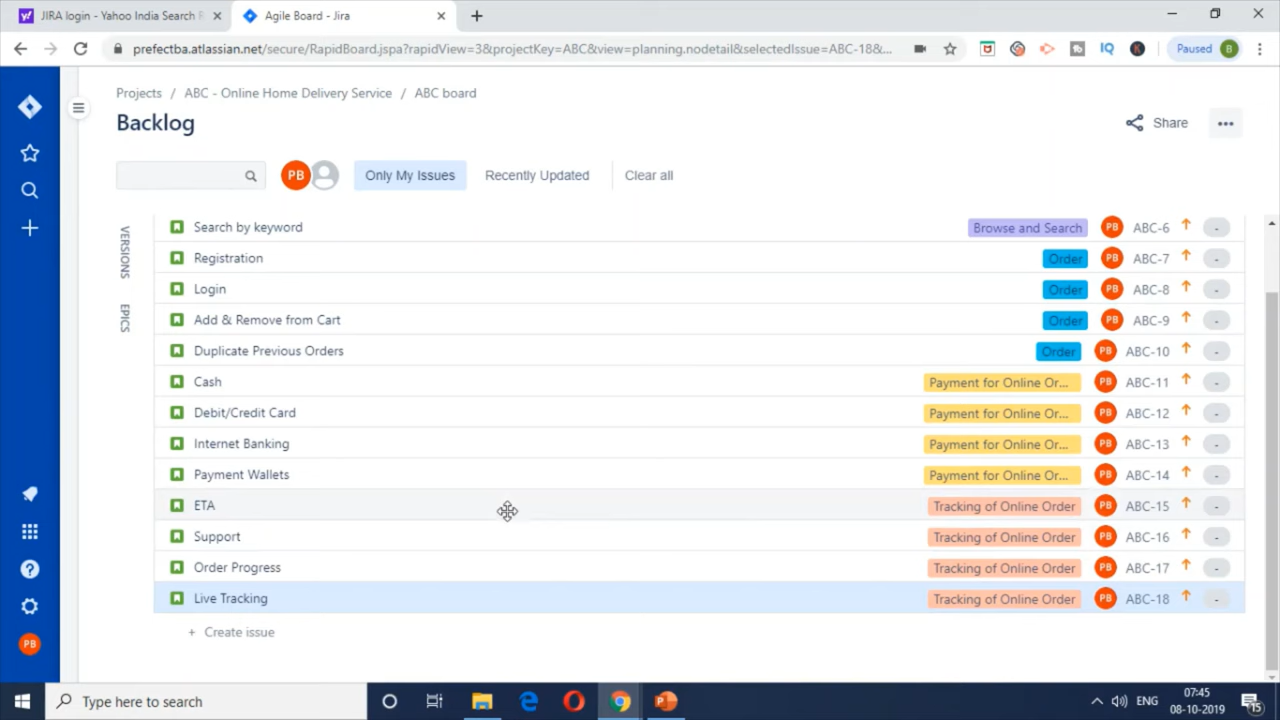 JIRA login - Yahoo India Search R
Agile Board - Jira
prefectba.atlassian.net/secure/RapidBoard.jspa?rapidView=3&projectKey=ABC&view=planning.nodetail&selectedIssue=ABC-18&...
IQ
K
Paused
B
Projects / ABC - Online Home Delivery Service / ABC board
Backlog
Share
PB
Only My Issues
Recently Updated
Clear all
VERSIONS
EPICS
Search by keyword Browse and Search PB ABC-6 -
Registration Order PB ABC-7 -
Login Order PB ABC-8 -
Add & Remove from Cart Order PB ABC-9 -
Duplicate Previous Orders Order PB ABC-10 -
Cash Payment for Online Or... PB ABC-11 -
Debit/Credit Card Payment for Online Or... PB ABC-12 -
Internet Banking Payment for Online Or... PB ABC-13 -
Payment Wallets Payment for Online Or... PB ABC-14 -
ETA Tracking of Online Order PB ABC-15 -
Support Tracking of Online Order PB ABC-16 -
Order Progress Tracking of Online Order PB ABC-17 -
Live Tracking Tracking of Online Order PB ABC-18 -
+ Create issue
PB
Type here to search
ENG
07:45
08-10-2019
15